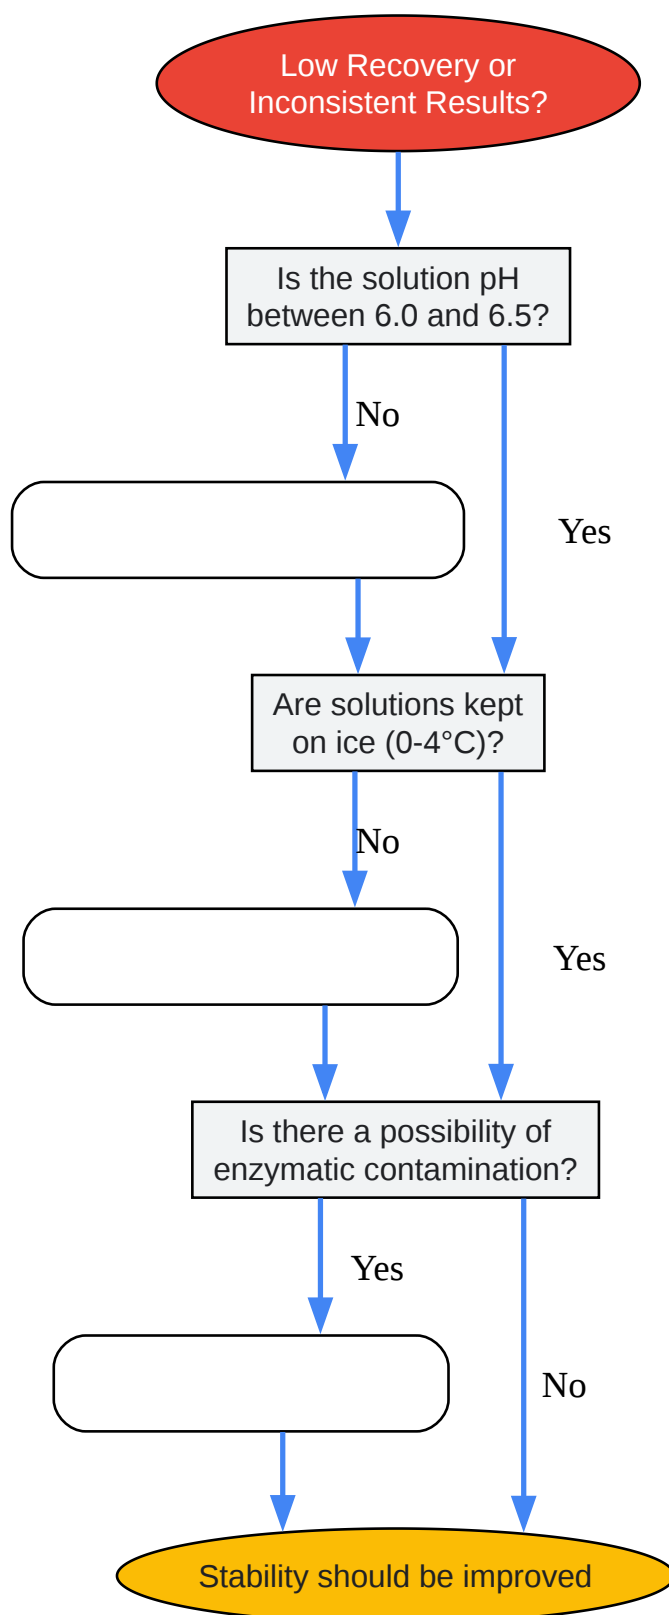 Low Recovery or
Inconsistent Results?
Is the solution pH
between 6.0 and 6.5?
No
Yes
Are solutions kept
on ice (0-4°C)?
No
Yes
Is there a possibility of
enzymatic contamination?
Yes
No
Stability should be improved